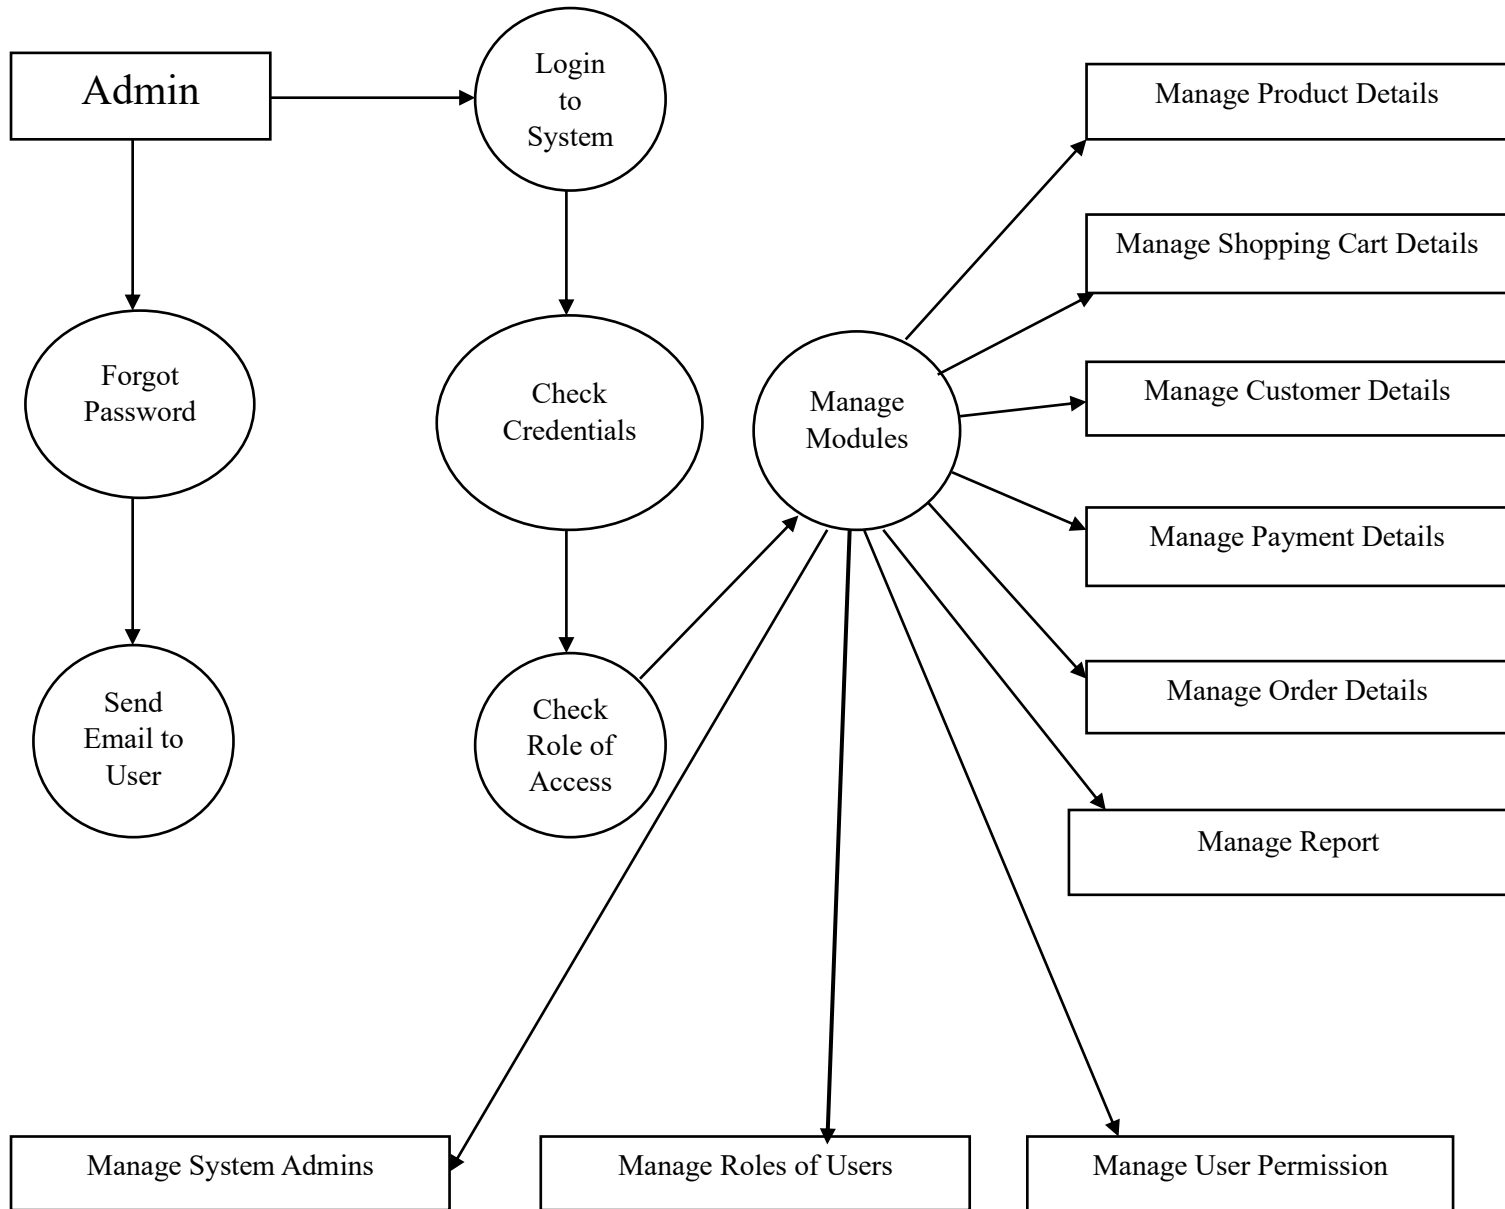 Admin
Login
to
System
Manage Product Details
Manage Shopping Cart Details
Forgot
Password
Check
Credentials
Manage
Modules
Manage Customer Details
Manage Payment Details
Send
Email to
User
Check
Role of
Access
Manage Order Details
Manage Report
Manage System Admins
Manage Roles of Users
Manage User Permission